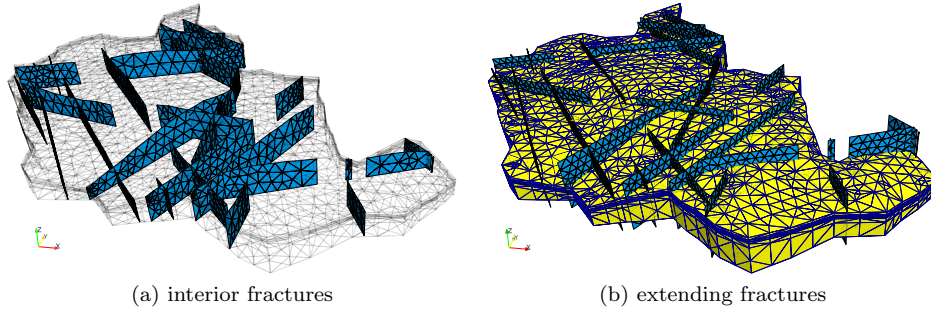 Z
Y
X
Z
Y
X
(a) interior fractures
(b) extending fractures